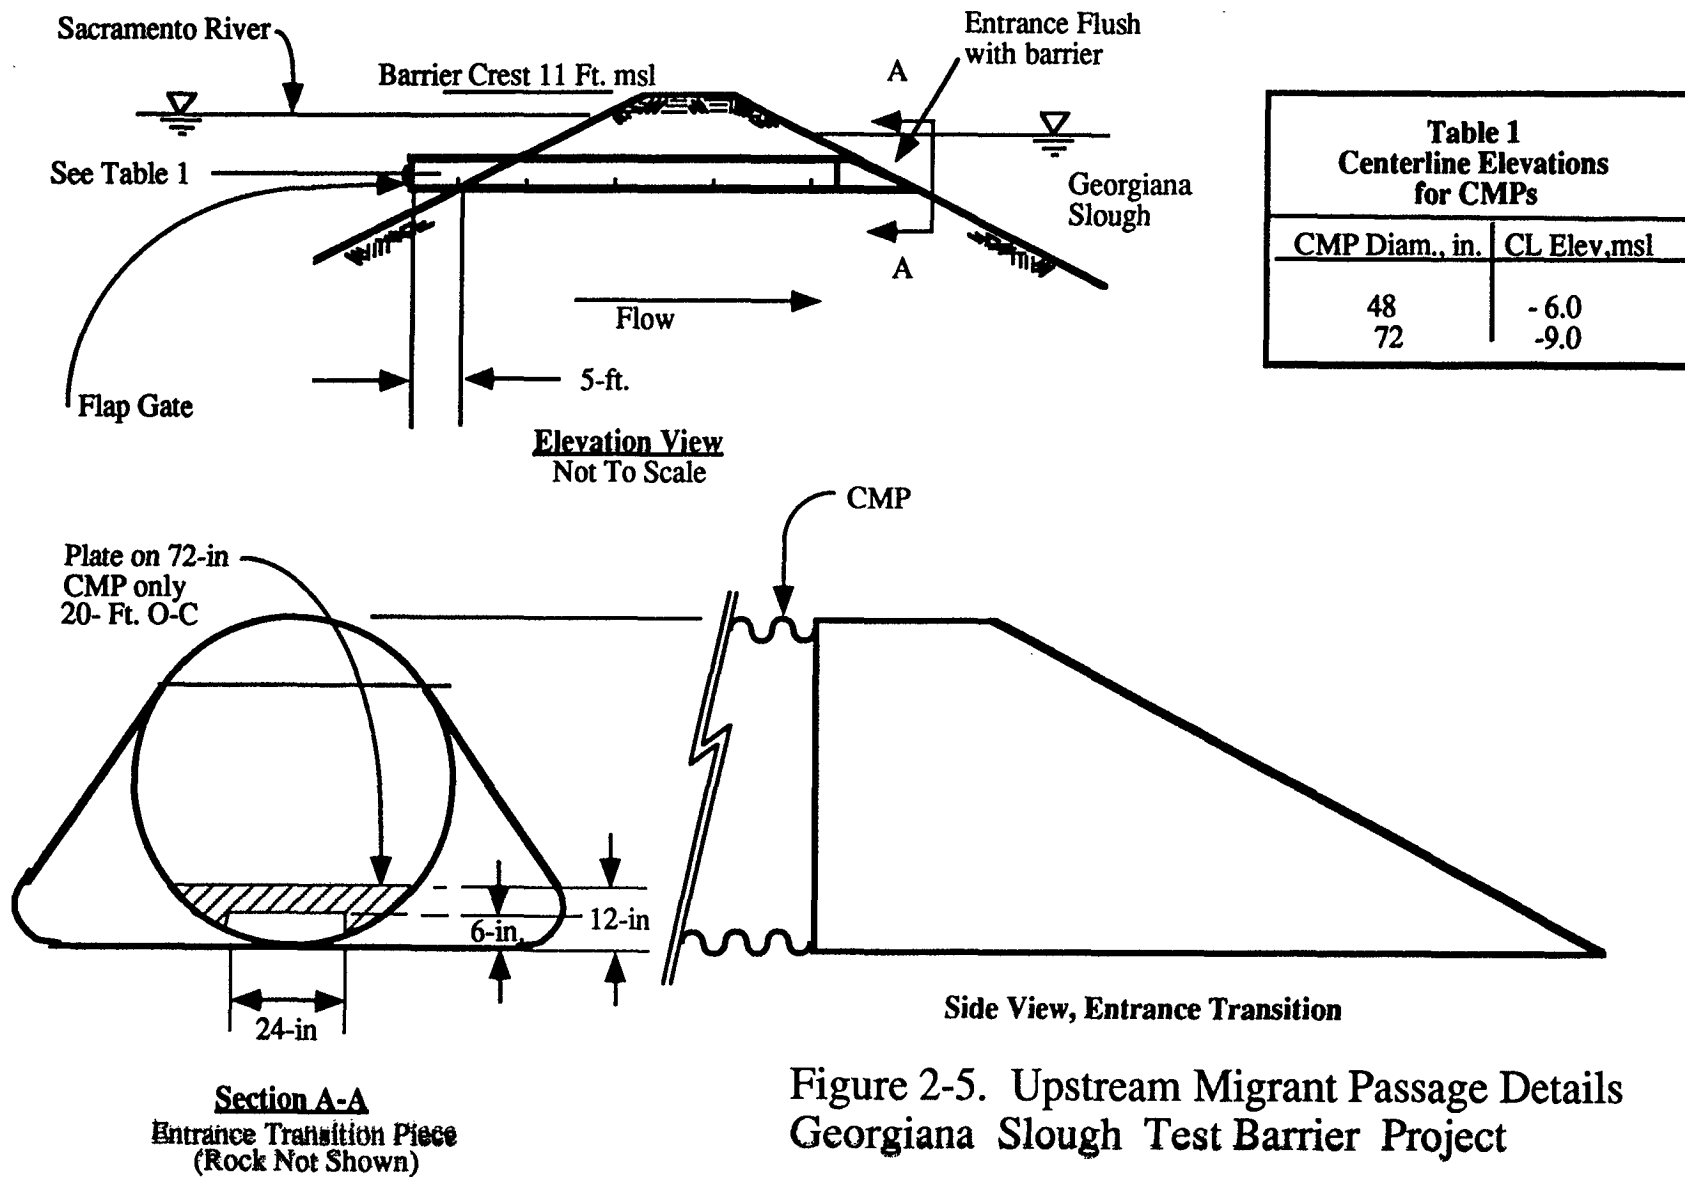 Sacramento River
Barrier Crest 11 Ft. msl
Entrance Flush
with barrier
A
See Table 1
Georgiana
Slough
A
Flow
5-ft.
Flap Gate
Elevation View
Not To Scale
Table 1
Centerline Elevations
for CMPs
CMP Diam., in. CL Elev,msl
48 - 6.0
72 -9.0
CMP
Plate on 72-in
CMP only
20- Ft. O-C
6-in.
12-in
24-in
Section A-A
Entrance Transition Piece
(Rock Not Shown)
Side View, Entrance Transition
Figure 2-5. Upstream Migrant Passage Details
Georgiana Slough Test Barrier Project